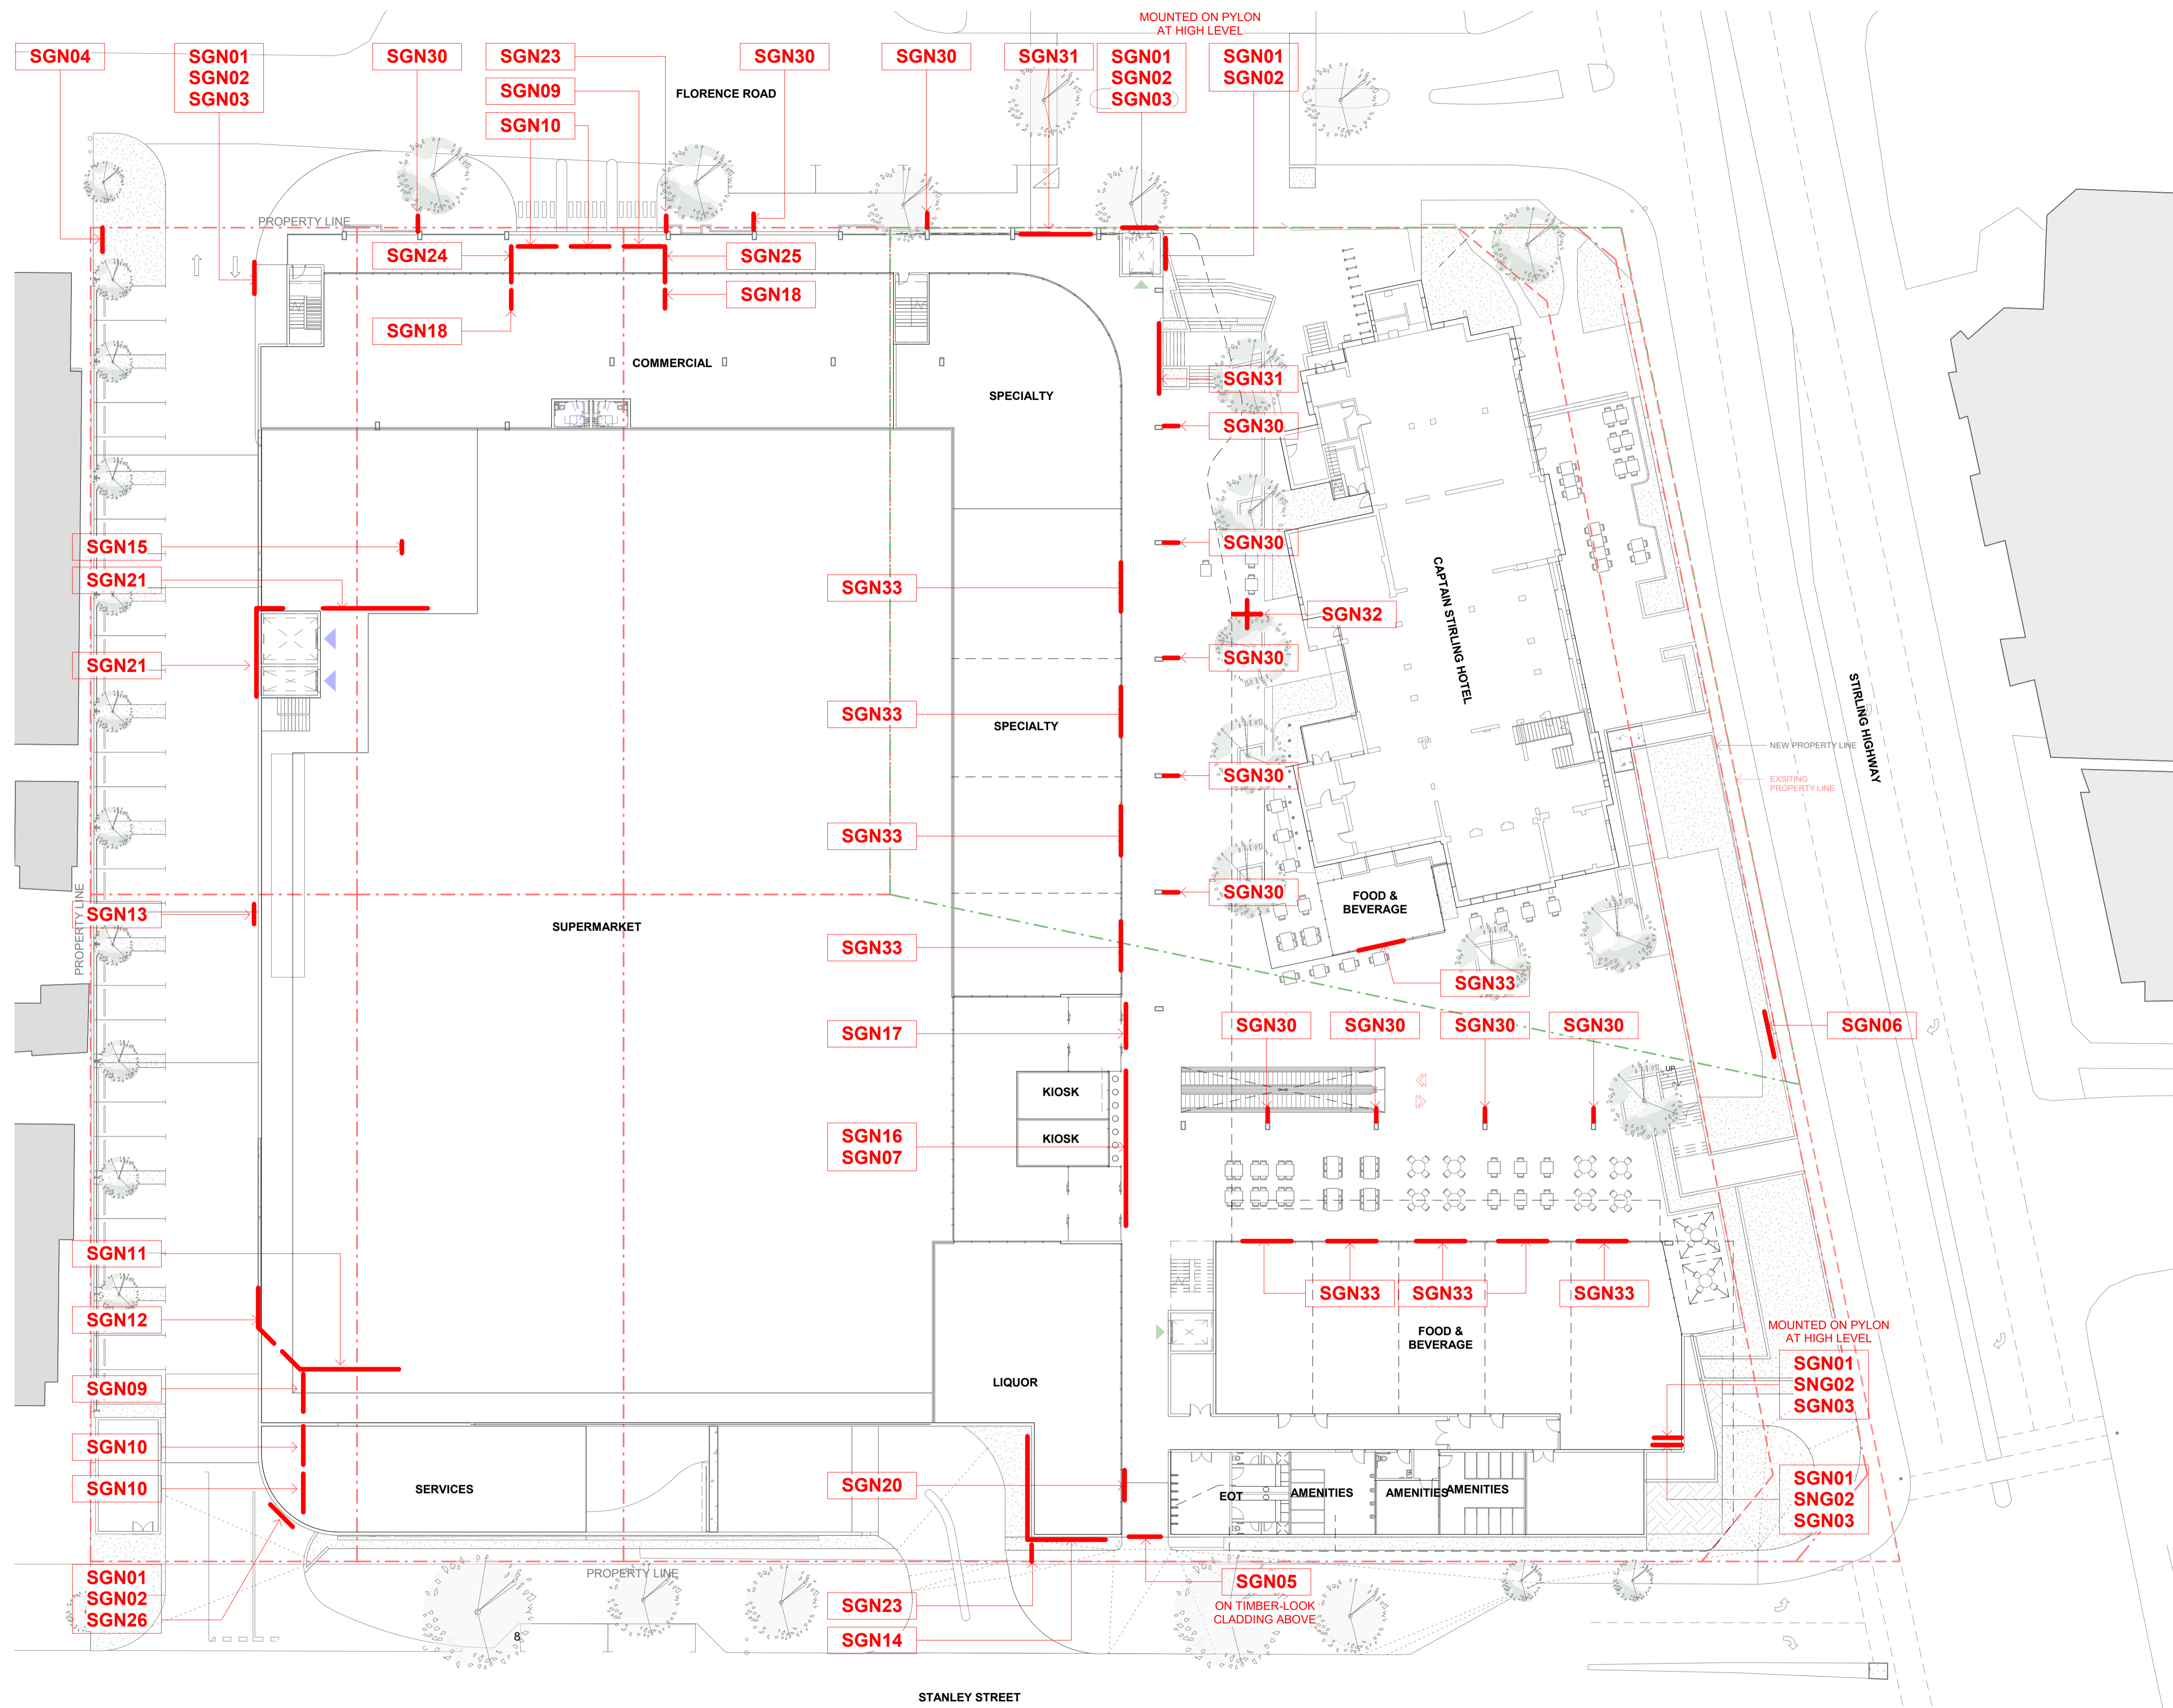 MOUNTED ON PYLON
AT HIGH LEVEL
SGN04
SGN01
SGN02
SGN03
SGN30
SGN23
SGN09
SGN10
FLORENCE ROAD
SGN30
SGN30
SGN31
SGN01
SGN02
SGN03
SGN01
SGN02
PROPERTY LINE
SGN24
SGN25
SGN18
SGN18
COMMERCIAL
SPECIALTY
SGN31
SGN30
SGN15
SGN21
SGN21
SGN33
SGN30
SGN32
SGN30
CAPTAIN STIRLING HOTEL
STIRLING HIGHWAY
SGN33
SPECIALTY
NEW PROPERTY LINE
EXSITING
PROPERTY LINE
SGN30
SGN33
SGN30
FOOD &
BEVERAGE
PROPERTY LINE
SGN13
SUPERMARKET
SGN33
SGN33
SGN17
SGN30
SGN30
SGN30
SGN30
SGN06
UP
KIOSK
KIOSK
SGN16
SGN07
SGN11
SGN12
SGN33
SGN33
SGN33
FOOD &
BEVERAGE
MOUNTED ON PYLON
AT HIGH LEVEL
SGN01
SNG02
SGN03
SGN09
LIQUOR
SGN10
SGN10
SERVICES
SGN20
EOT
AMENITIES
AMENITIES
AMENITIES
SGN01
SNG02
SGN03
SGN01
SGN02
SGN26
PROPERTY LINE
SGN23
SGN14
SGN05
ON TIMBER-LOOK
CLADDING ABOVE
8
STANLEY STREET